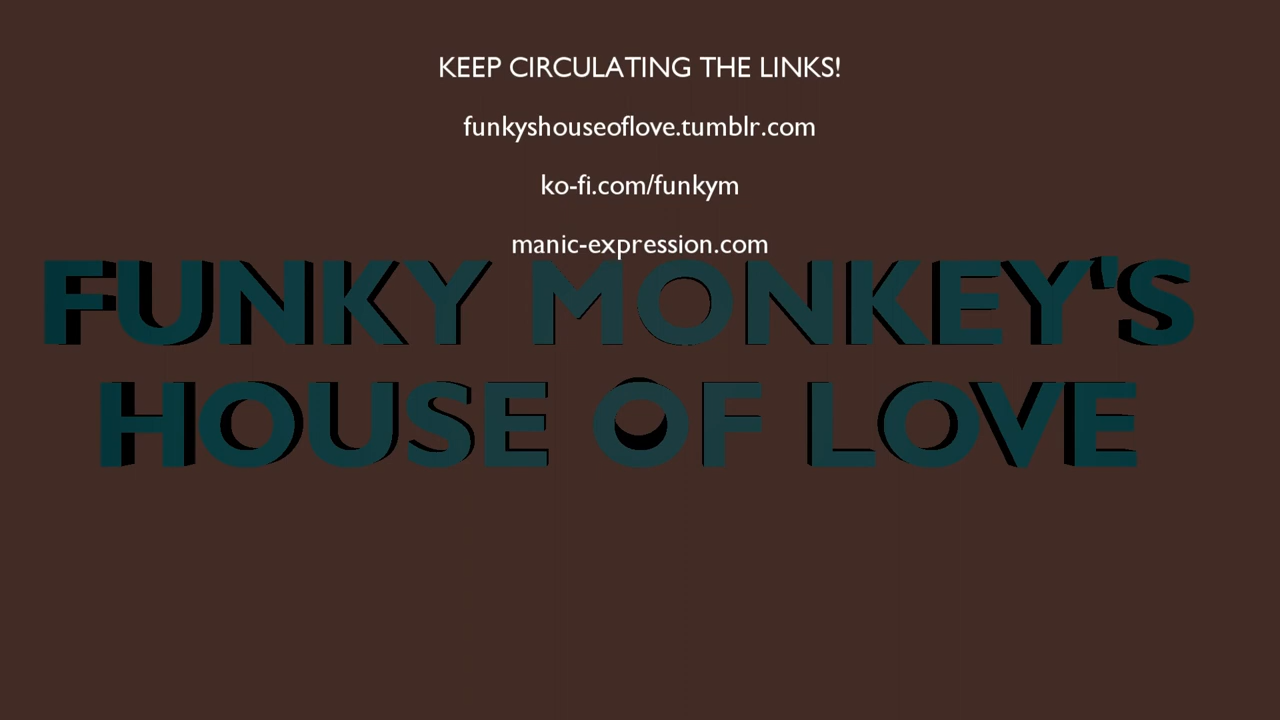 KEEP CIRCULATING THE LINKS!
funkyshouseoflove.tumblr.com
ko-fi.com/funkym
manic-expression.com
FUNKY MONKEY'S
HOUSE OF LOVE